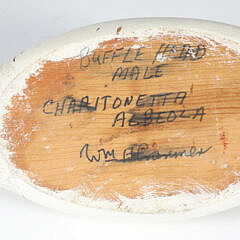 BUFFLE HEAD
MALE
CHARITONETTA
ALBEOLA
Wm